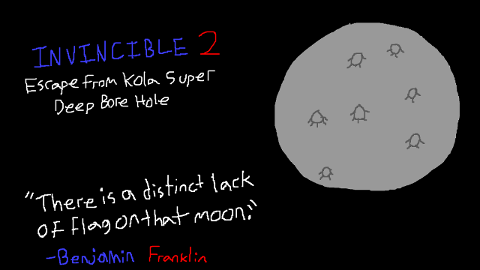 INVINCIBLE 2
Escape from Kola Super
Deep Bore Hole
"There is a distinct lack
of flag on that moon."
-Benjamin Franklin